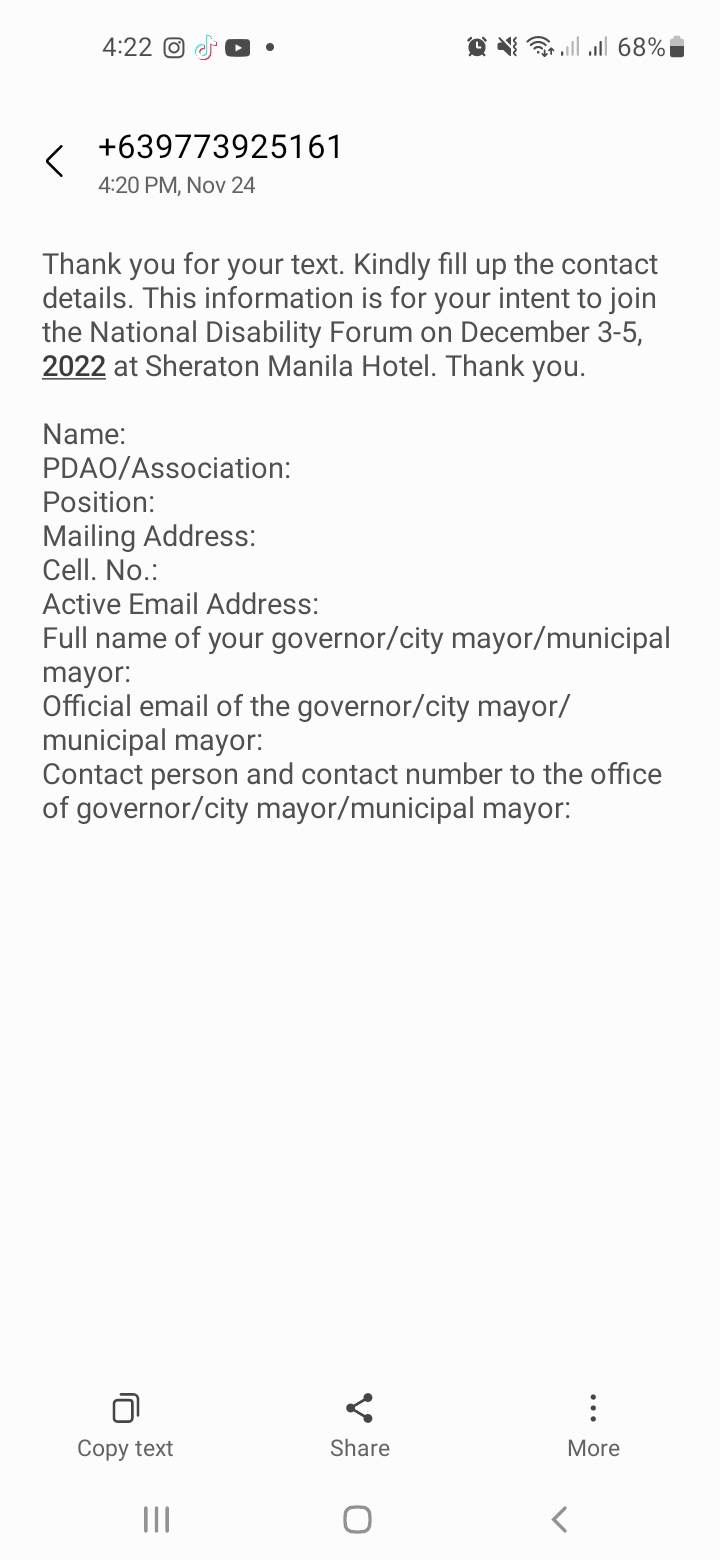 4:22
68%
+639773925161
4:20 PM, Nov 24
Thank you for your text. Kindly fill up the contact
details. This information is for your intent to join
the National Disability Forum on December 3-5,
2022 at Sheraton Manila Hotel. Thank you.
Name:
PDAO/Association:
Position:
Mailing Address:
Cell. No.:
Active Email Address:
Full name of your governor/city mayor/municipal
mayor:
Official email of the governor/city mayor/
municipal mayor:
Contact person and contact number to the office
of governor/city mayor/municipal mayor:
Copy text
Share
More